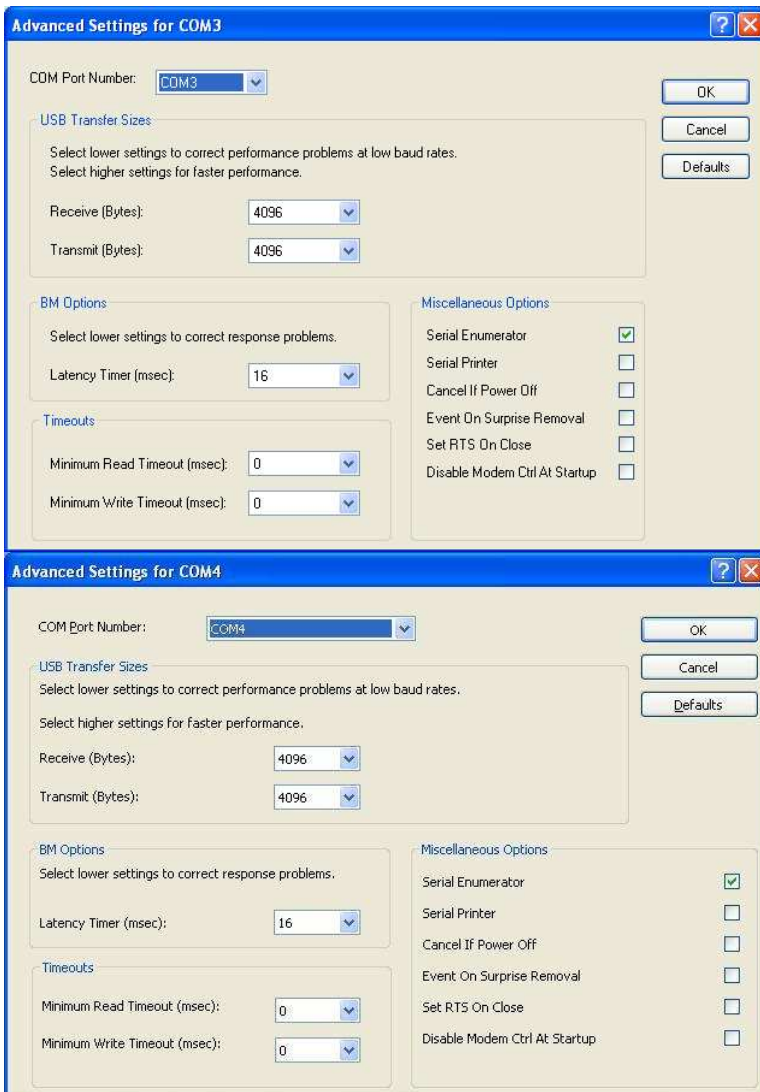 Advanced Settings for COM3
COM Port Number: COM3
OK
USB Transfer Sizes
Cancel
Select lower settings to correct performance problems at low baud rates.
Select higher settings for faster performance.
Defaults
Receive (Bytes): 4096
Transmit (Bytes): 4096
BM Options
Select lower settings to correct response problems.
Latency Timer (msec): 16
Timeouts
Minimum Read Timeout (msec): 0
Minimum Write Timeout (msec): 0
Miscellaneous Options
Serial Enumerator
Serial Printer
Cancel If Power Off
Event On Surprise Removal
Set RTS On Close
Disable Modem Ctrl At Startup
Advanced Settings for COM4
COM Port Number: COM4
OK
USB Transfer Sizes
Cancel
Select lower settings to correct performance problems at low baud rates.
Defaults
Select higher settings for faster performance.
Receive (Bytes): 4096
Transmit (Bytes): 4096
BM Options
Select lower settings to correct response problems.
Latency Timer (msec): 16
Timeouts
Minimum Read Timeout (msec): 0
Minimum Write Timeout (msec): 0
Miscellaneous Options
Serial Enumerator
Serial Printer
Cancel If Power Off
Event On Surprise Removal
Set RTS On Close
Disable Modem Ctrl At Startup